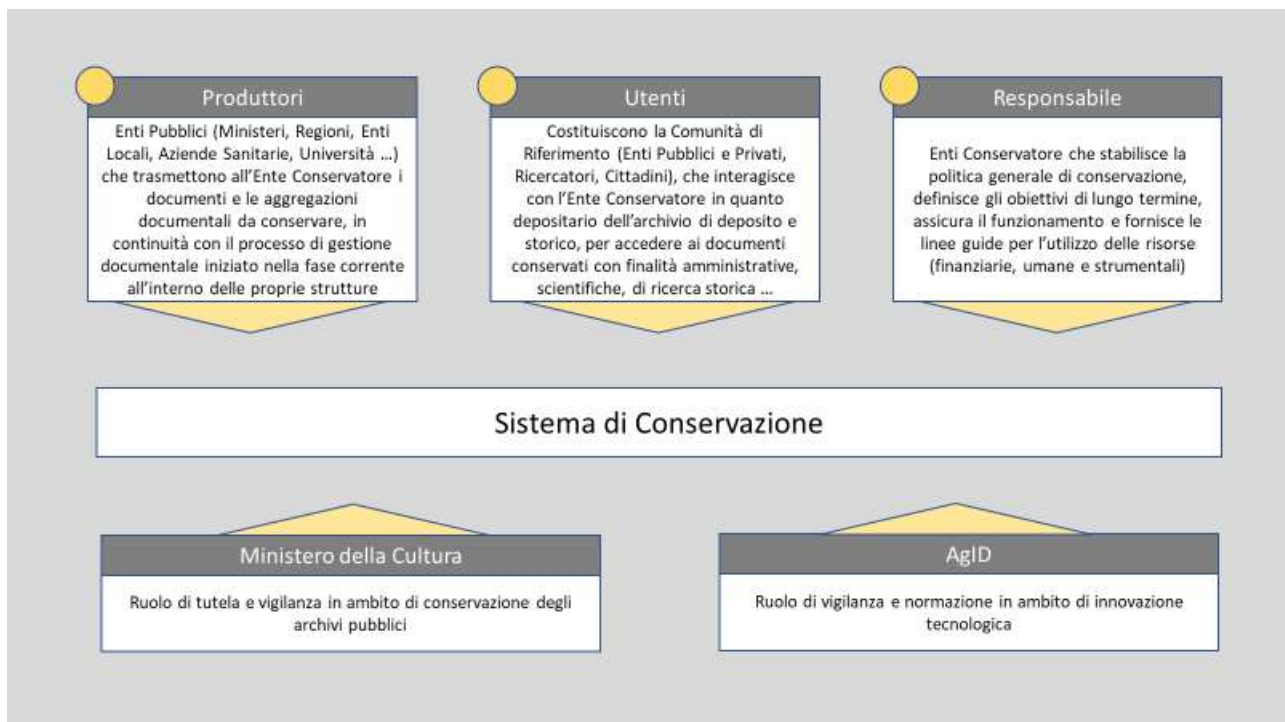 Produttori
Enti Pubblici (Ministeri, Regioni, Enti
Locali, Aziende Sanitarie, Università ...)
che trasmettono all'Ente Conservatore i
documenti e le aggregazioni
documentali da conservare, in
continuità con il processo di gestione
documentale iniziato nella fase corrente
all'interno delle proprie strutture
Utenti
Costituiscono la Comunità di
Riferimento (Enti Pubblici e Privati,
Ricercatori, Cittadini), che interagisce
con l'Ente Conservatore in quanto
depositario dell'archivio di deposito e
storico, per accedere ai documenti
conservati con finalità amministrative,
scientifiche, di ricerca storica ...
Responsabile
Enti Conservatore che stabilisce la
politica generale di conservazione,
definisce gli obiettivi di lungo termine,
assicura il funzionamento e fornisce le
linee guide per l'utilizzo delle risorse
(finanziarie, umane e strumentali)
Sistema di Conservazione
Ministero della Cultura
Ruolo di tutela e vigilanza in ambito di conservazione degli
archivi pubblici
AgID
Ruolo di vigilanza e normazione in ambito di innovazione
tecnologica